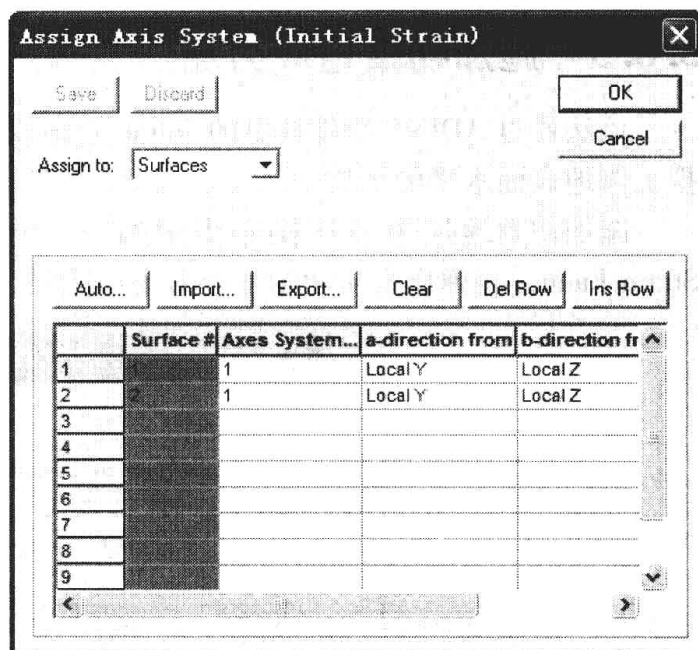 Assign Axis System (Initial Strain)
Save Discard OK
Cancel
Assign to: Surfaces
Auto... Import... Export... Clear Del Row Ins Row
Surface # Axes System... a-direction from b-direction fr
1 1 1 Local Y Local Z
2 2 1 Local Y Local Z
3
4
5
6
7
8
9